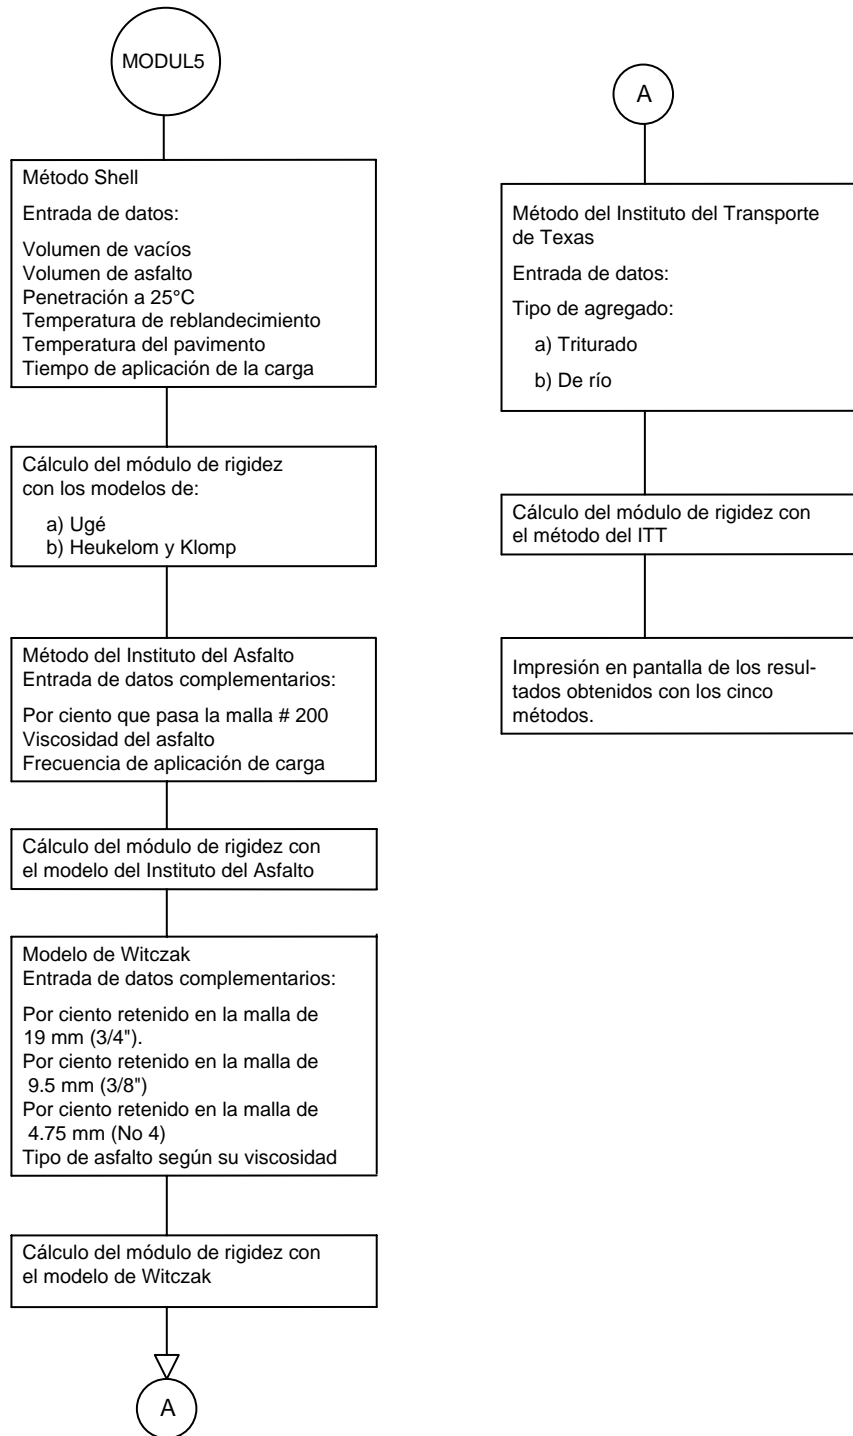 MODUL5
Método Shell
Entrada de datos:
Volumen de vacíos
Volumen de asfalto
Penetración a 25°C
Temperatura de reblandecimiento
Temperatura del pavimento
Tiempo de aplicación de la carga
Cálculo del módulo de rigidez
con los modelos de:
a) Ugé
b) Heukelom y Klomp
Método del Instituto del Asfalto
Entrada de datos complementarios:
Por ciento que pasa la malla # 200
Viscosidad del asfalto
Frecuencia de aplicación de carga
Cálculo del módulo de rigidez con
el modelo del Instituto del Asfalto
Modelo de Witczak
Entrada de datos complementarios:
Por ciento retenido en la malla de
19 mm (3/4").
Por ciento retenido en la malla de
9.5 mm (3/8")
Por ciento retenido en la malla de
4.75 mm (No 4)
Tipo de asfalto según su viscosidad
Cálculo del módulo de rigidez con
el modelo de Witczak
A
A
Método del Instituto del Transporte
de Texas
Entrada de datos:
Tipo de agregado:
a) Triturado
b) De río
Cálculo del módulo de rigidez con
el método del ITT
Impresión en pantalla de los resul-
tados obtenidos con los cinco
métodos.